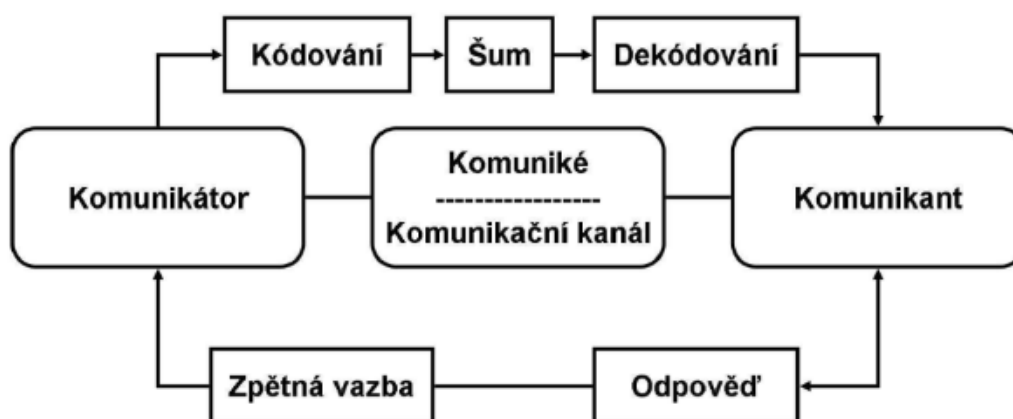 Kódování
Šum
Dekódování
Komunikátor
Komuniké
-----------------
Komunikační kanál
Komunikant
Zpětná vazba
Odpověď